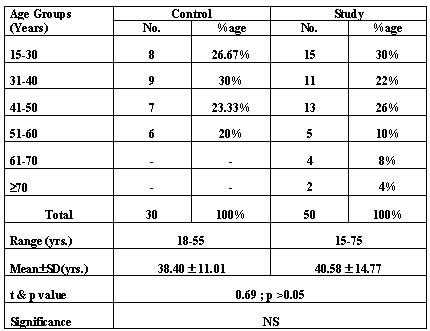 Age Groups Control Study
(Years) No. %age No. %age
15-30 8 26.67% 15 30%
31-40 9 30% 11 22%
41-50 7 23.33% 13 26%
51-60 6 20% 5 10%
61-70 - - 4 8%
≥70 - - 2 4%
Total 30 100% 50 100%
Range (yrs.) 18-55 15-75
Mean±SD(yrs.) 38.40 ± 11.01 40.58 ± 14.77
t & p value 0.69 ; p >0.05
Significance NS